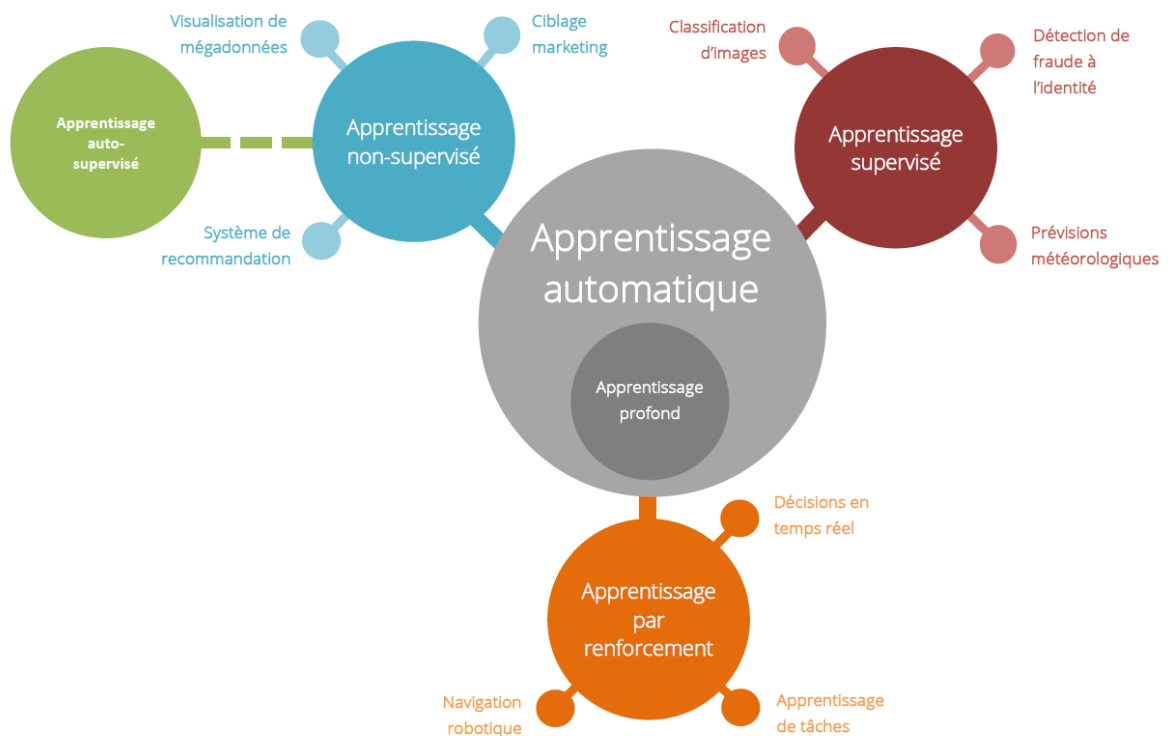 Visualisation de
mégadonnées
Ciblage
marketing
Classification
d'images
Détection de
fraude à
l'identité
Apprentissage
auto-
supervisé
Apprentissage
non-supervisé
Apprentissage
supervisé
Système de
recommandation
Prévisions
météorologiques
Apprentissage
automatique
Apprentissage
profond
Décisions en
temps réel
Apprentissage
par
renforcement
Navigation
robotique
Apprentissage
de tâches